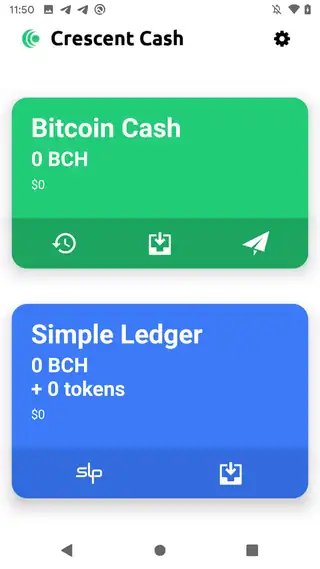 11:50
Crescent Cash
Bitcoin Cash
0 BCH
$0
Simple Ledger
0 BCH
+ 0 tokens
$0
slp